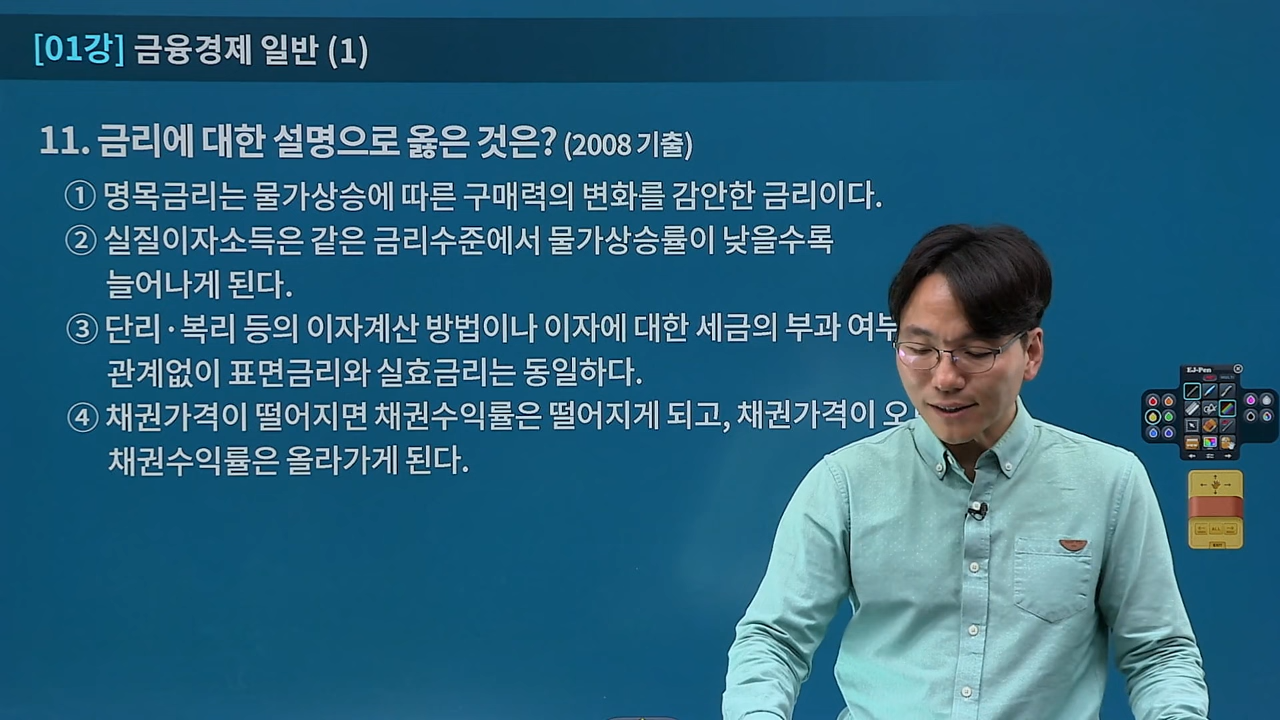 [01강] 금융경제 일반 (1)
11. 금리에 대한 설명으로 옳은 것은? (2008 기출)
① 명목금리는 물가상승에 따른 구매력의 변화를 감안한 금리이다.
② 실질이자소득은 같은 금리수준에서 물가상승률이 낮을수록
늘어나게 된다.
③ 단리·복리 등의 이자계산 방법이나 이자에 대한 세금의 부과
관계없이 표면금리와 실효금리는 동일하다.
④ 채권가격이 떨어지면 채권수익률은 떨어지게 되고, 채권가격이
채권수익률은 올라가게 된다.
EJ-Pen